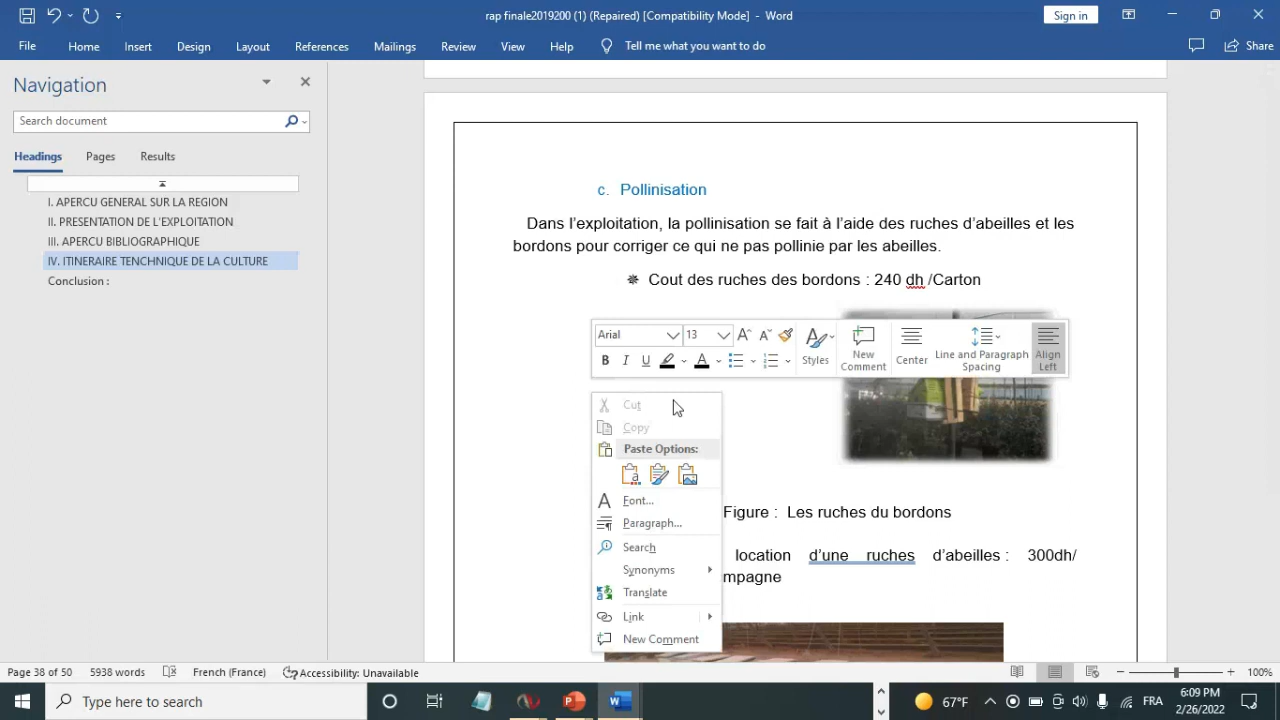 rap finale2019200 (1) (Repaired) [Compatibility Mode] - Word
Sign in
File Home Insert Design Layout References Mailings Review View Help Tell me what you want to do Share
Navigation
Search document
Headings Pages Results
I. APERCU GENERAL SUR LA REGION
II. PRESENTATION DE L'EXPLOITATION
III. APERCU BIBLIOGRAPHIQUE
IV. ITINERAIRE TENCHNIQUE DE LA CULTURE
Conclusion :
c. Pollinisation
Dans l’exploitation, la pollinisation se fait à l’aide des ruches d’abeilles et les
bordons pour corriger ce qui ne pas pollinie par les abeilles.
Cout des ruches des bordons : 240 dh /Carton
Arial 13
B I U A
Styles
New
Comment
Center
Line and Paragraph
Spacing
Align
Left
Cut
Copy
Paste Options:
Font...
Paragraph...
Search
Synonyms
Translate
Link
New Comment
Figure : Les ruches du bordons
location d’une ruches d’abeilles : 300dh/
mpagne
Page 38 of 50 5938 words French (France) Accessibility: Unavailable 100%
Type here to search
67°F
FRA
6:09 PM
2/26/2022